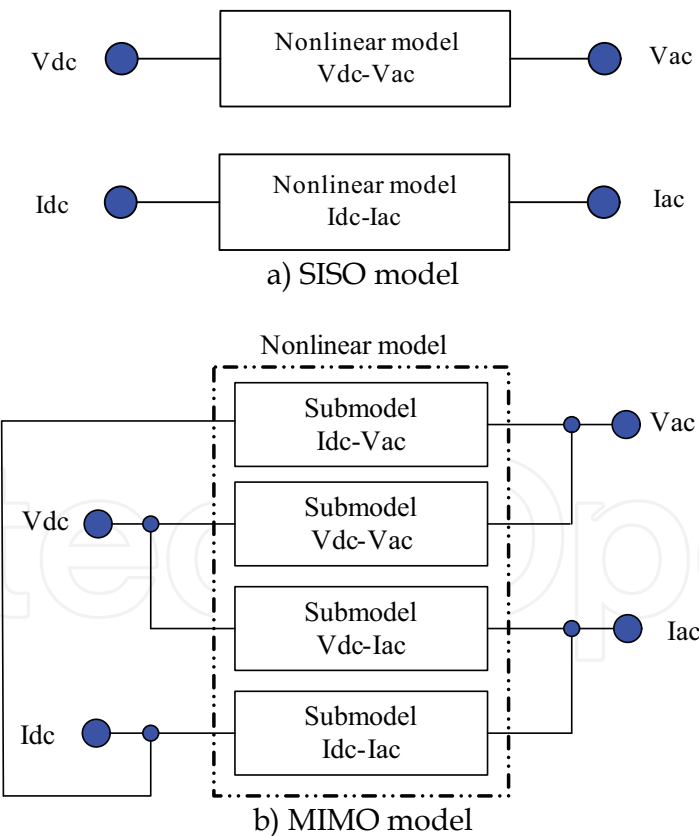 Vdc
Nonlinear model
Vdc-Vac
Vac
Idc
Nonlinear model
Idc-Iac
Iac
a) SISO model
Nonlinear model
Submodel
Idc-Vac
Vac
Vdc
Submodel
Vdc-Vac
Submodel
Vdc-Iac
Iac
Idc
Submodel
Idc-Iac
b) MIMO model